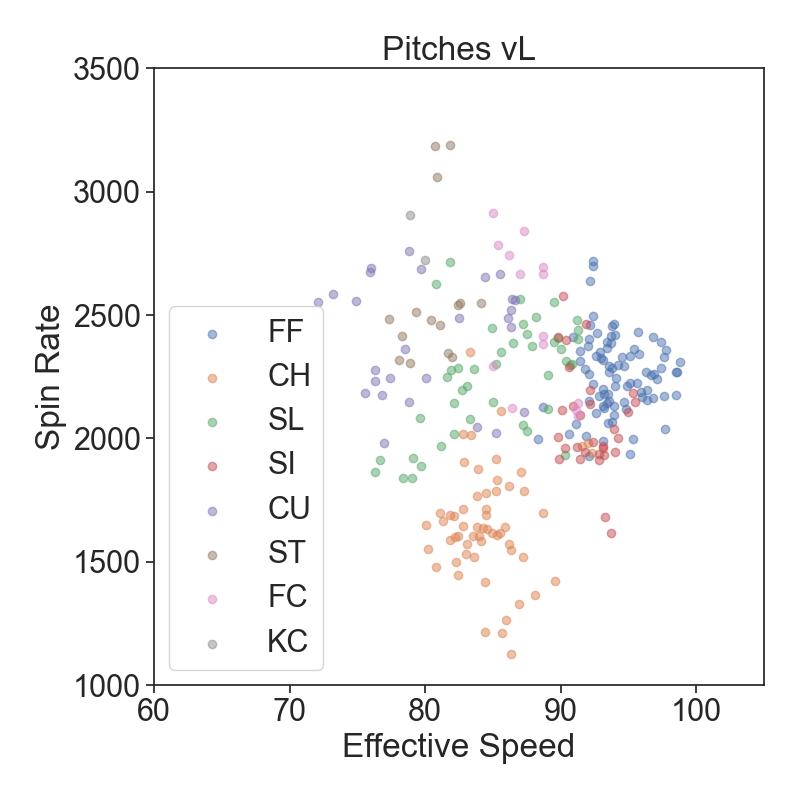 Pitches vL
3500
3000
2500
2000
1500
1000
Spin Rate
FF
CH
SL
SI
CU
ST
FC
KC
60 70 80 90 100
Effective Speed